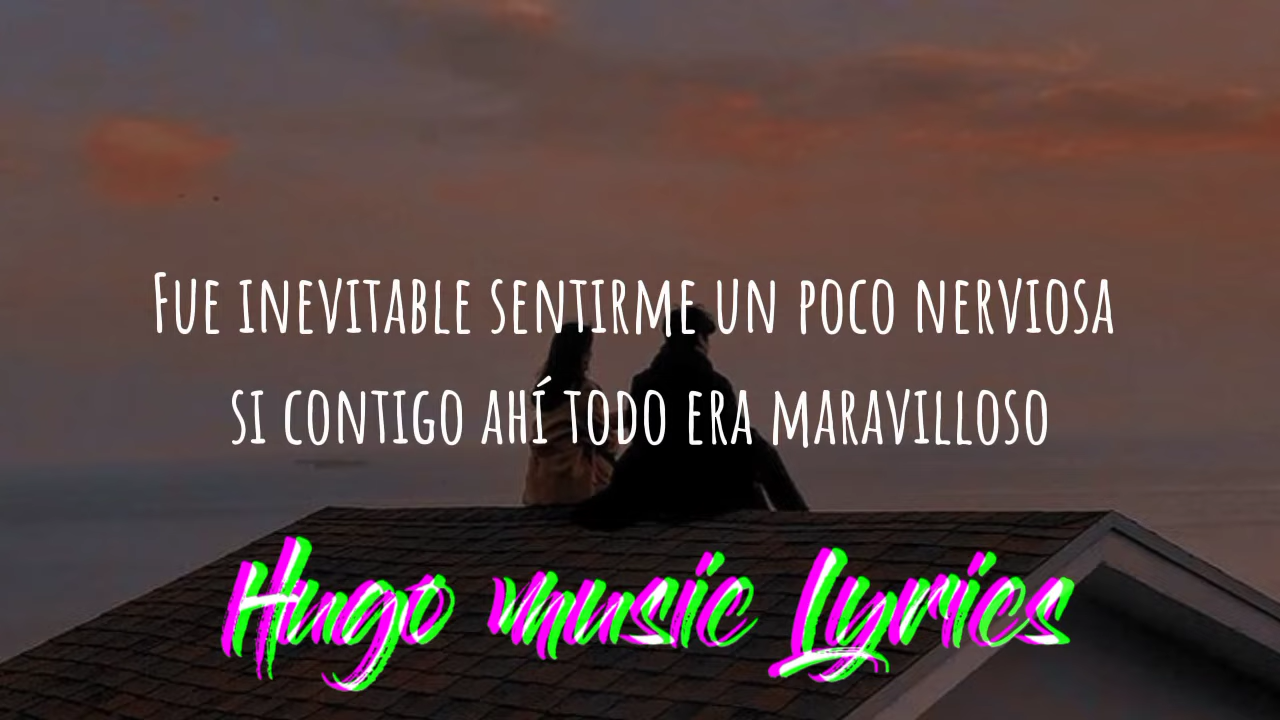 Fue inevitable sentirme un poco nerviosa
si contigo ahí todo era maravilloso
Hugo music Lyrics